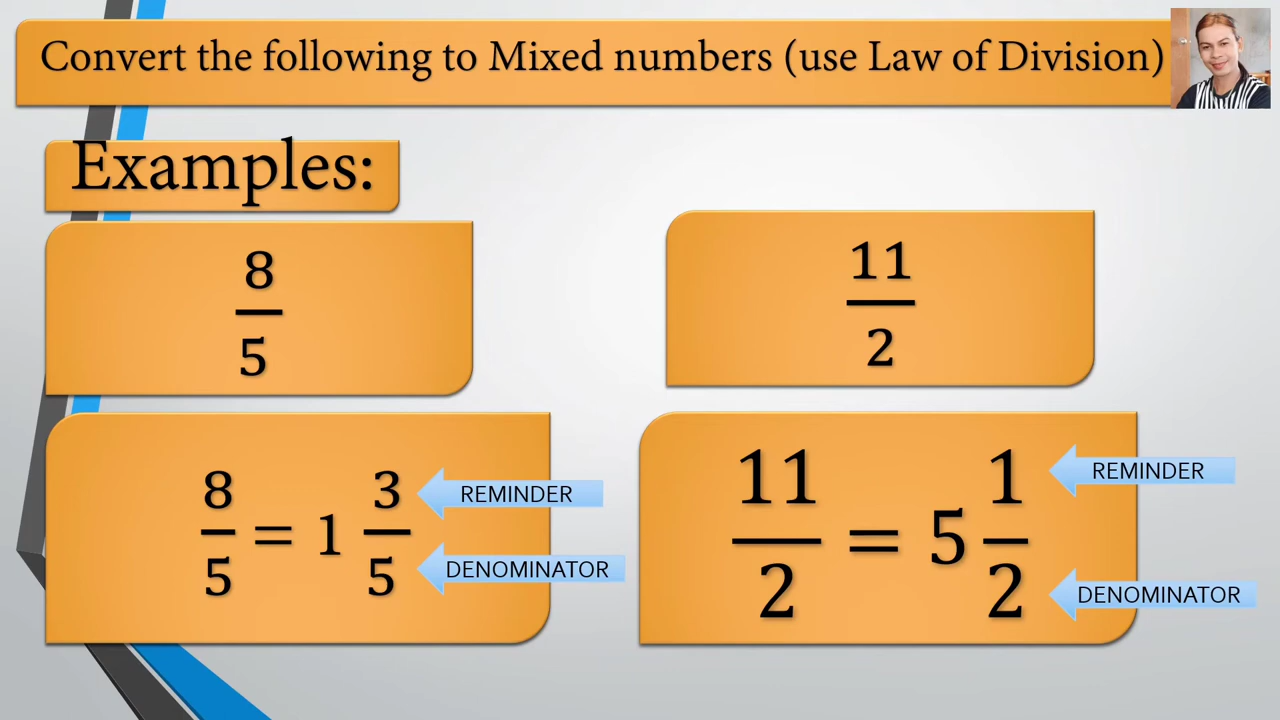 Convert the following to Mixed numbers (use Law of Division)
Examples:
8/5
11/2
8/5 = 1 3/5
REMINDER
DENOMINATOR
11/2 = 5 1/2
REMINDER
DENOMINATOR